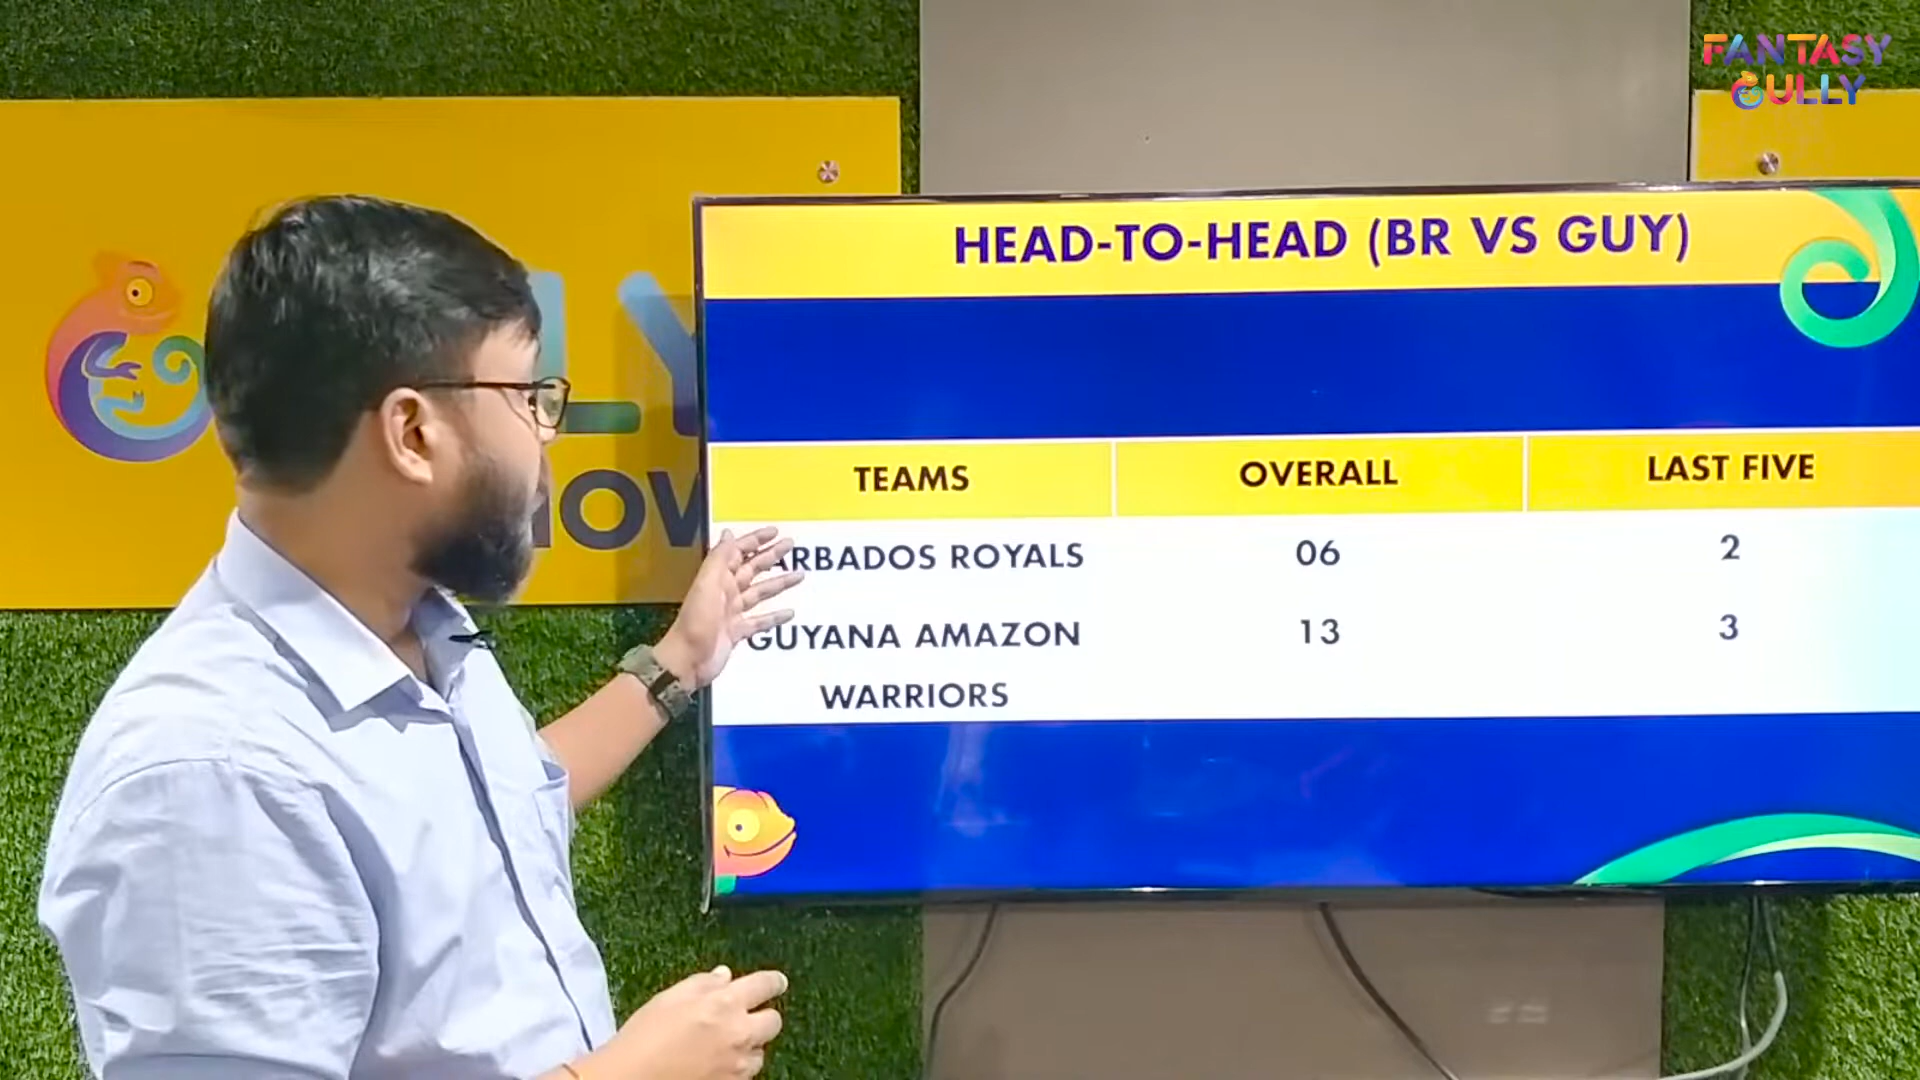 FANTASY
GULLY
HEAD-TO-HEAD (BR VS GUY)
TEAMS OVERALL LAST FIVE
ARBADOS ROYALS 06 2
GUYANA AMAZON 13 3
WARRIORS
LY